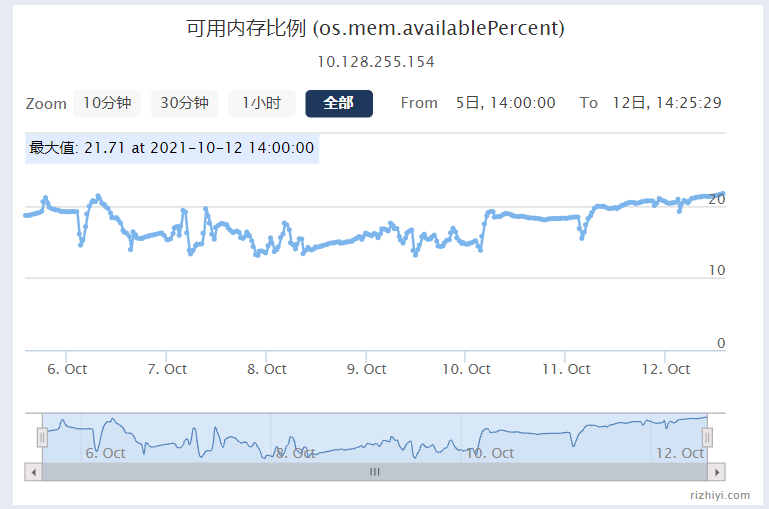 可用内存比例 (os.mem.availablePercent)
10.128.255.154
Zoom 10分钟 30分钟 1小时 全部 From 5日, 14:00:00 To 12日, 14:25:29
最大值: 21.71 at 2021-10-12 14:00:00
20
10
0
6. Oct 7. Oct 8. Oct 9. Oct 10. Oct 11. Oct 12. Oct
6. Oct 8. Oct 10. Oct 12. Oct
rizhiyi.com